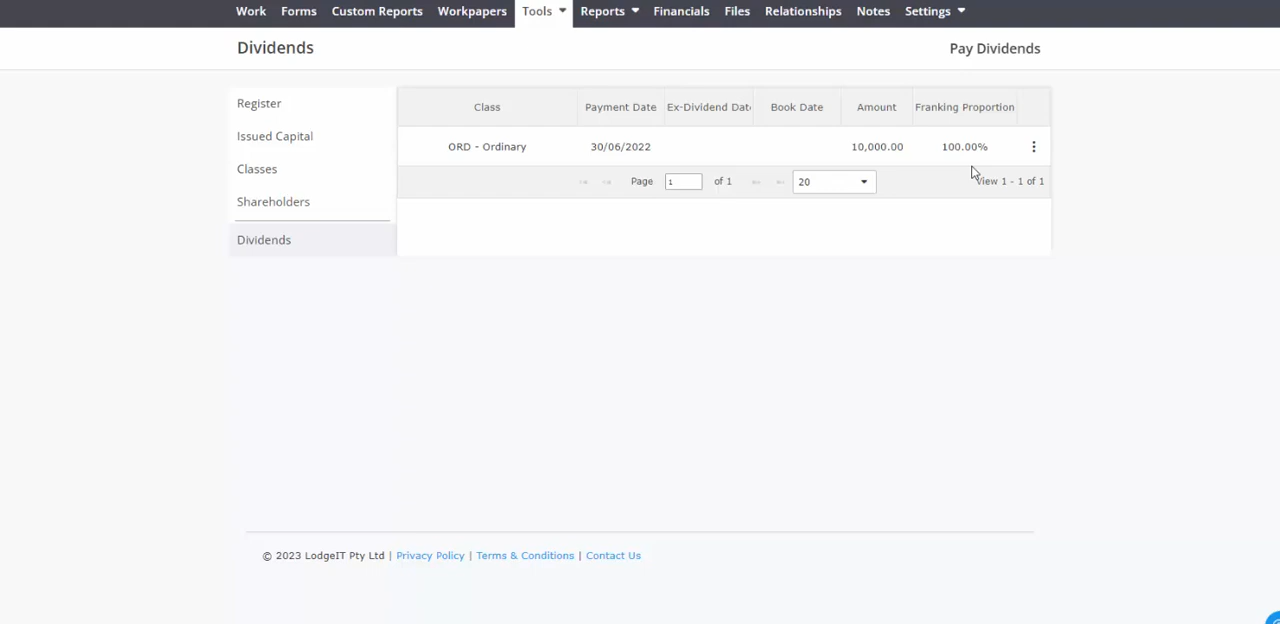 Work Forms Custom Reports Workpapers Tools Reports Financials Files Relationships Notes Settings
Dividends Pay Dividends
Register
Issued Capital
Classes
Shareholders
Dividends
Class Payment Date Ex-Dividend Date Book Date Amount Franking Proportion
ORD - Ordinary 30/06/2022 10,000.00 100.00%
Page 1 of 1 20 View 1 - 1 of 1
© 2023 LodgeIT Pty Ltd | Privacy Policy | Terms & Conditions | Contact Us